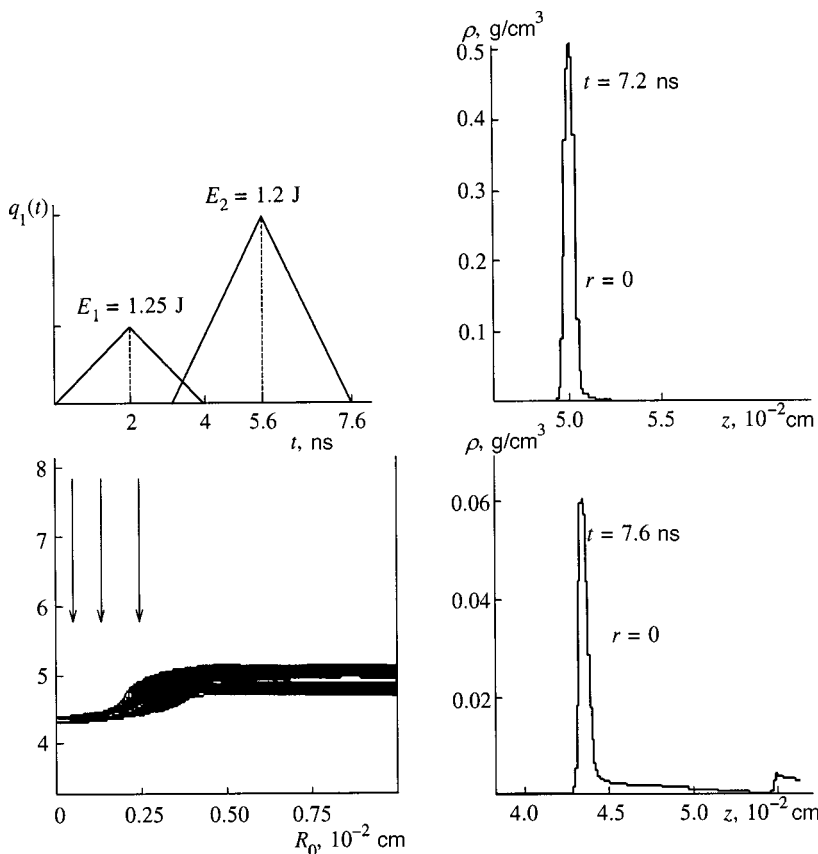 q₁(t)
E₂ = 1.2 J
E₁ = 1.25 J
2 4 5.6 7.6
t, ns
ρ, g/cm³
0.5
0.4
0.3
0.2
0.1
t = 7.2 ns
r = 0
5.0 5.5 z, 10⁻² cm
8
7
6
5
4
0 0.25 0.50 0.75
R₀, 10⁻² cm
ρ, g/cm³
0.06
0.04
0.02
t = 7.6 ns
r = 0
4.0 4.5 5.0 z, 10⁻² cm